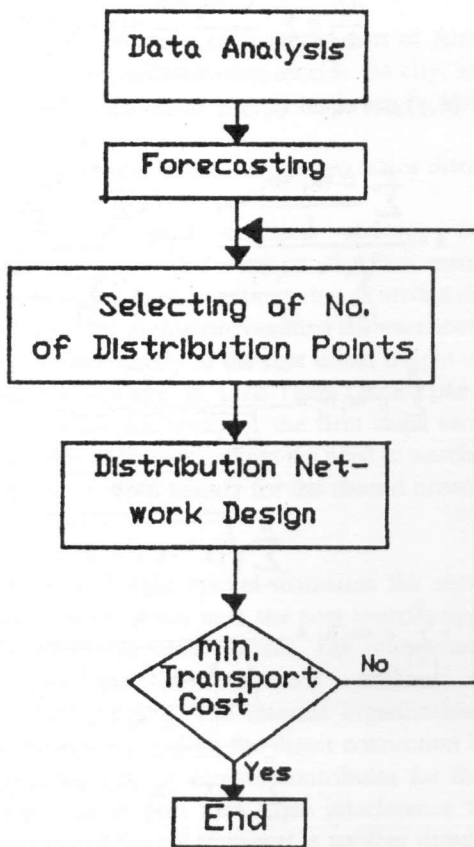 Data Analysis
Forecasting
Selecting of No.
of Distribution Points
Distribution Net-
work Design
min.
Transport
Cost
No
Yes
End